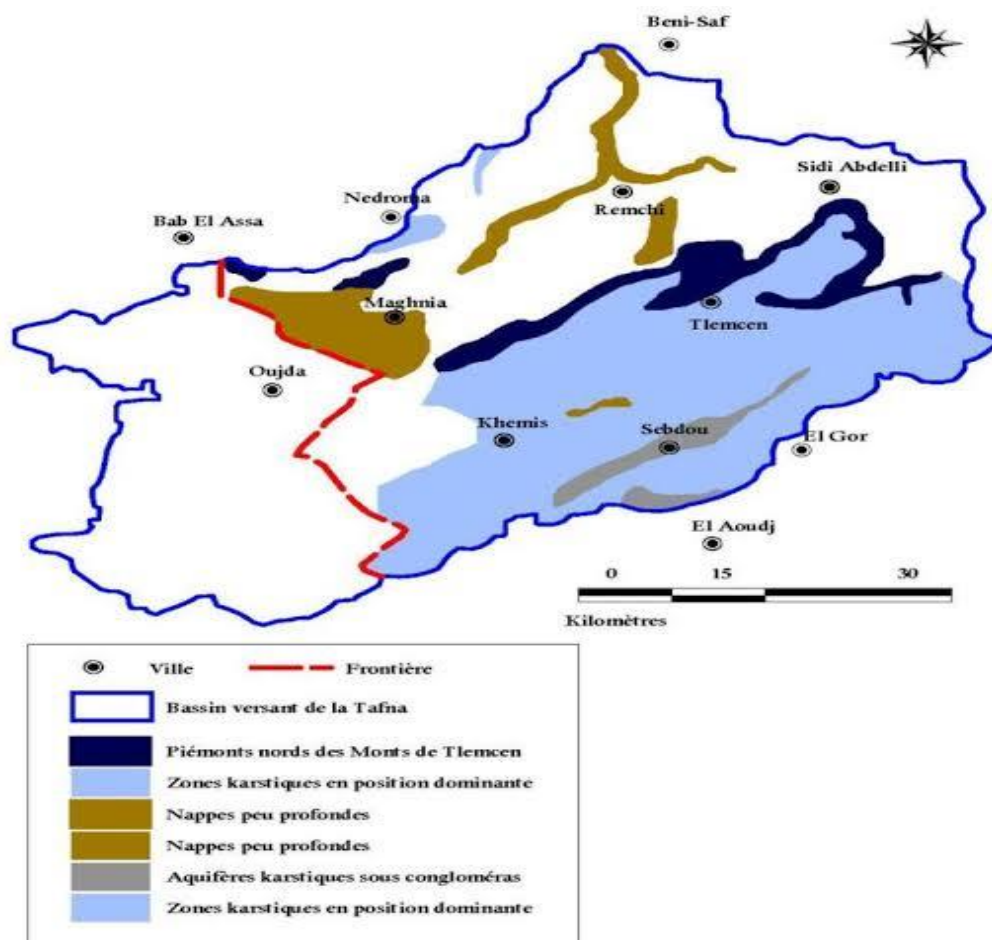 Beni-Saf
Sidi Abdelli
Nedroma
Remchi
Bab El Assa
Maghnia
Tlemcen
Oujda
Khemis
Sebdou
El Gor
El Aoudj
0 15 30
Kilomètres
Ville Frontière
Bassin versant de la Tafna
Piémonts nords des Monts de Tlemcen
Zones karstiques en position dominante
Nappes peu profondes
Nappes peu profondes
Aquifères karstiques sous congloméras
Zones karstiques en position dominante